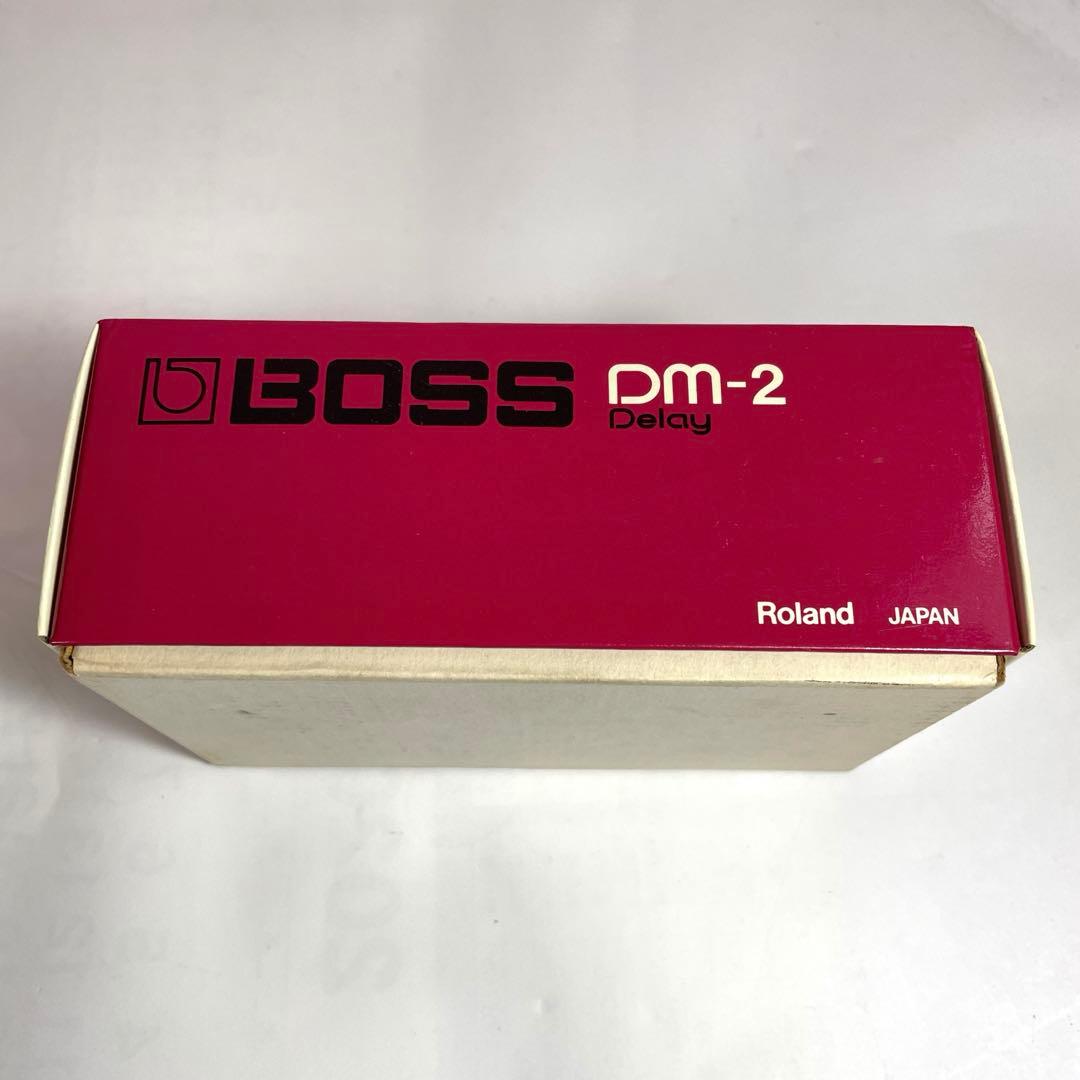 BOSS DM-2
Delay
Roland JAPAN